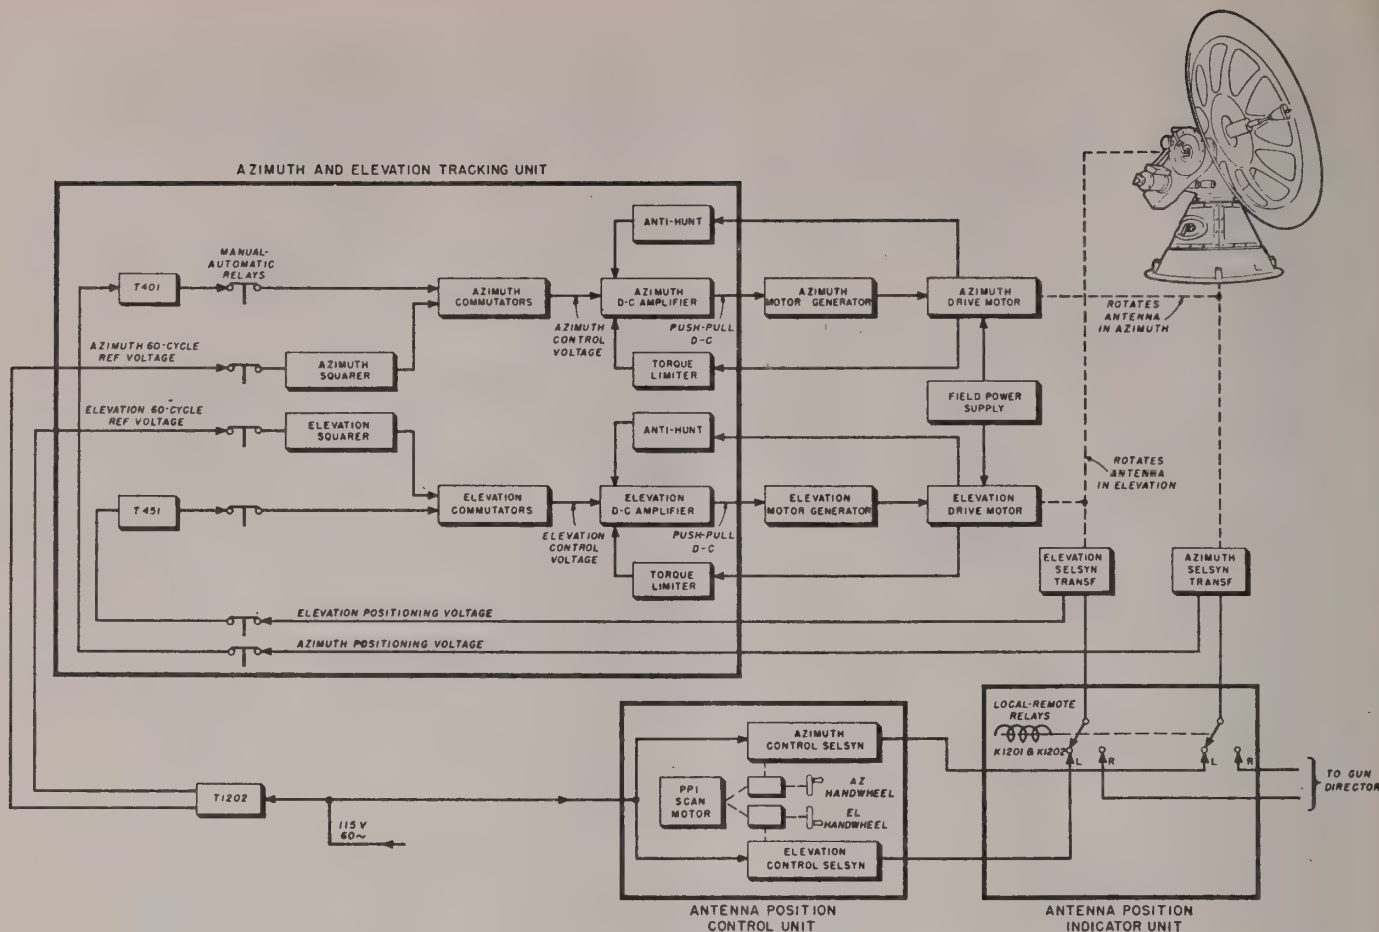 AZIMUTH AND ELEVATION TRACKING UNIT
ANTI-HUNT
MANUAL-
AUTOMATIC
RELAYS
T401
AZIMUTH
COMMUTATORS
AZIMUTH
D-C AMPLIFIER
AZIMUTH
MOTOR GENERATOR
AZIMUTH
DRIVE MOTOR
ROTATES
ANTENNA
IN AZIMUTH
AZIMUTH
CONTROL
VOLTAGE
PUSH-PULL
D-C
AZIMUTH 60-CYCLE
REF VOLTAGE
AZIMUTH
SQUARER
TORQUE
LIMITER
FIELD POWER
SUPPLY
ELEVATION 60-CYCLE
REF VOLTAGE
ELEVATION
SQUARER
ANTI-HUNT
ROTATES
ANTENNA
IN ELEVATION
T451
ELEVATION
COMMUTATORS
ELEVATION
D-C AMPLIFIER
ELEVATION
MOTOR GENERATOR
ELEVATION
DRIVE MOTOR
ELEVATION
CONTROL
VOLTAGE
PUSH-PULL
D-C
TORQUE
LIMITER
ELEVATION
SELSYN
TRANSF
AZIMUTH
SELSYN
TRANSF
ELEVATION POSITIONING VOLTAGE
AZIMUTH POSITIONING VOLTAGE
LOCAL-REMOTE
RELAYS
K1201 & K1202
L
R
L
R
TO GUN
DIRECTOR
AZIMUTH
CONTROL SELSYN
PPI
SCAN
MOTOR
AZ
HANDWHEEL
EL
HANDWHEEL
ELEVATION
CONTROL SELSYN
T1202
115 V
60~
ANTENNA POSITION
CONTROL UNIT
ANTENNA POSITION
INDICATOR UNIT